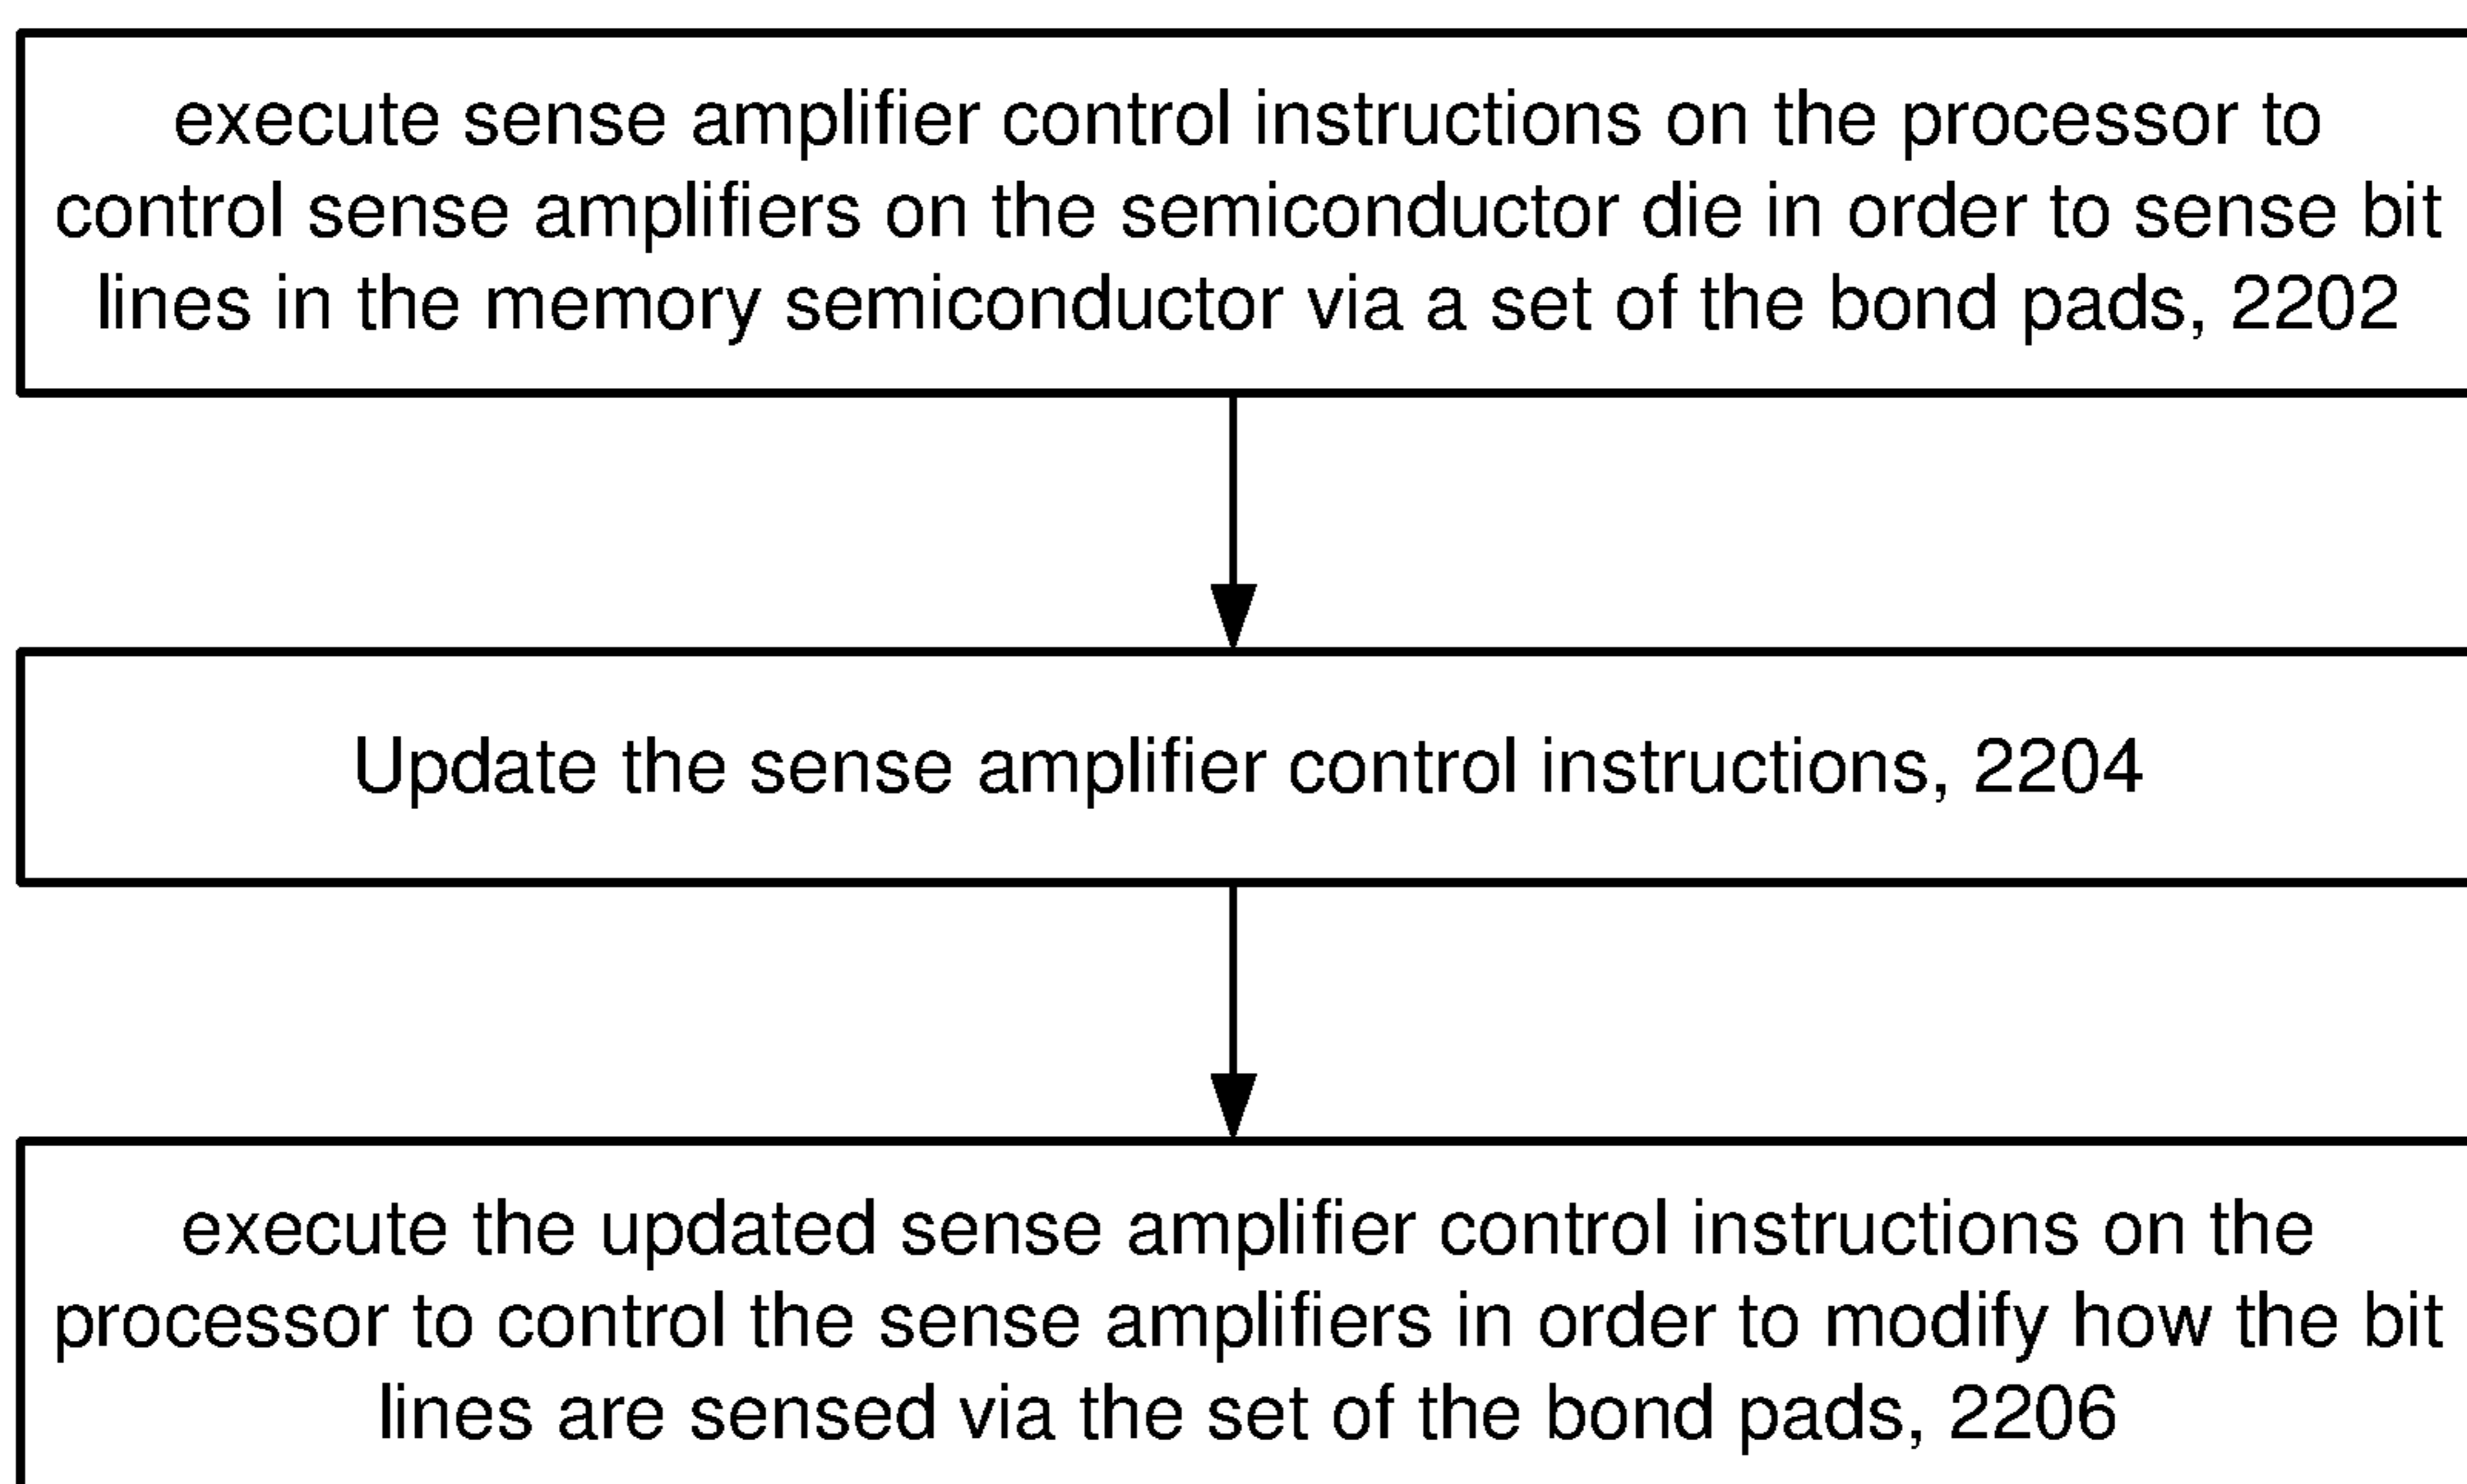 execute sense amplifier control instructions on the processor to
control sense amplifiers on the semiconductor die in order to sense bit
lines in the memory semiconductor via a set of the bond pads, 2202
Update the sense amplifier control instructions, 2204
execute the updated sense amplifier control instructions on the
processor to control the sense amplifiers in order to modify how the bit
lines are sensed via the set of the bond pads, 2206